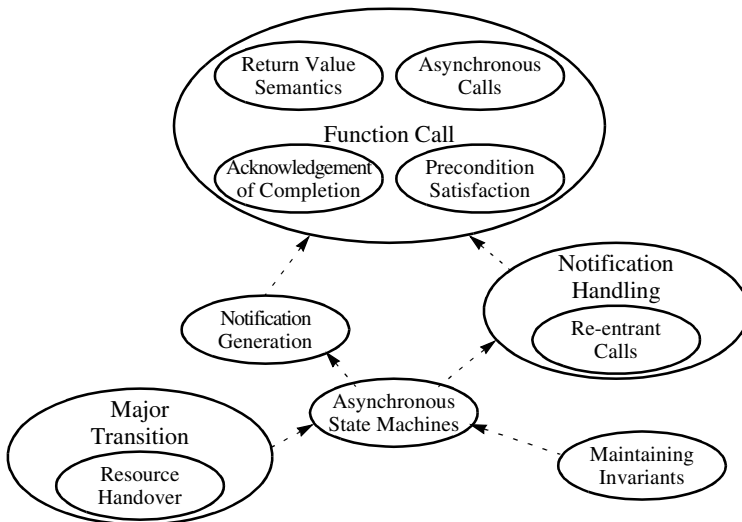 Return Value
Semantics
Asynchronous
Calls
Function Call
Acknowledgement
of Completion
Precondition
Satisfaction
Notification
Handling
Re-entrant
Calls
Notification
Generation
Asynchronous
State Machines
Major
Transition
Resource
Handover
Maintaining
Invariants